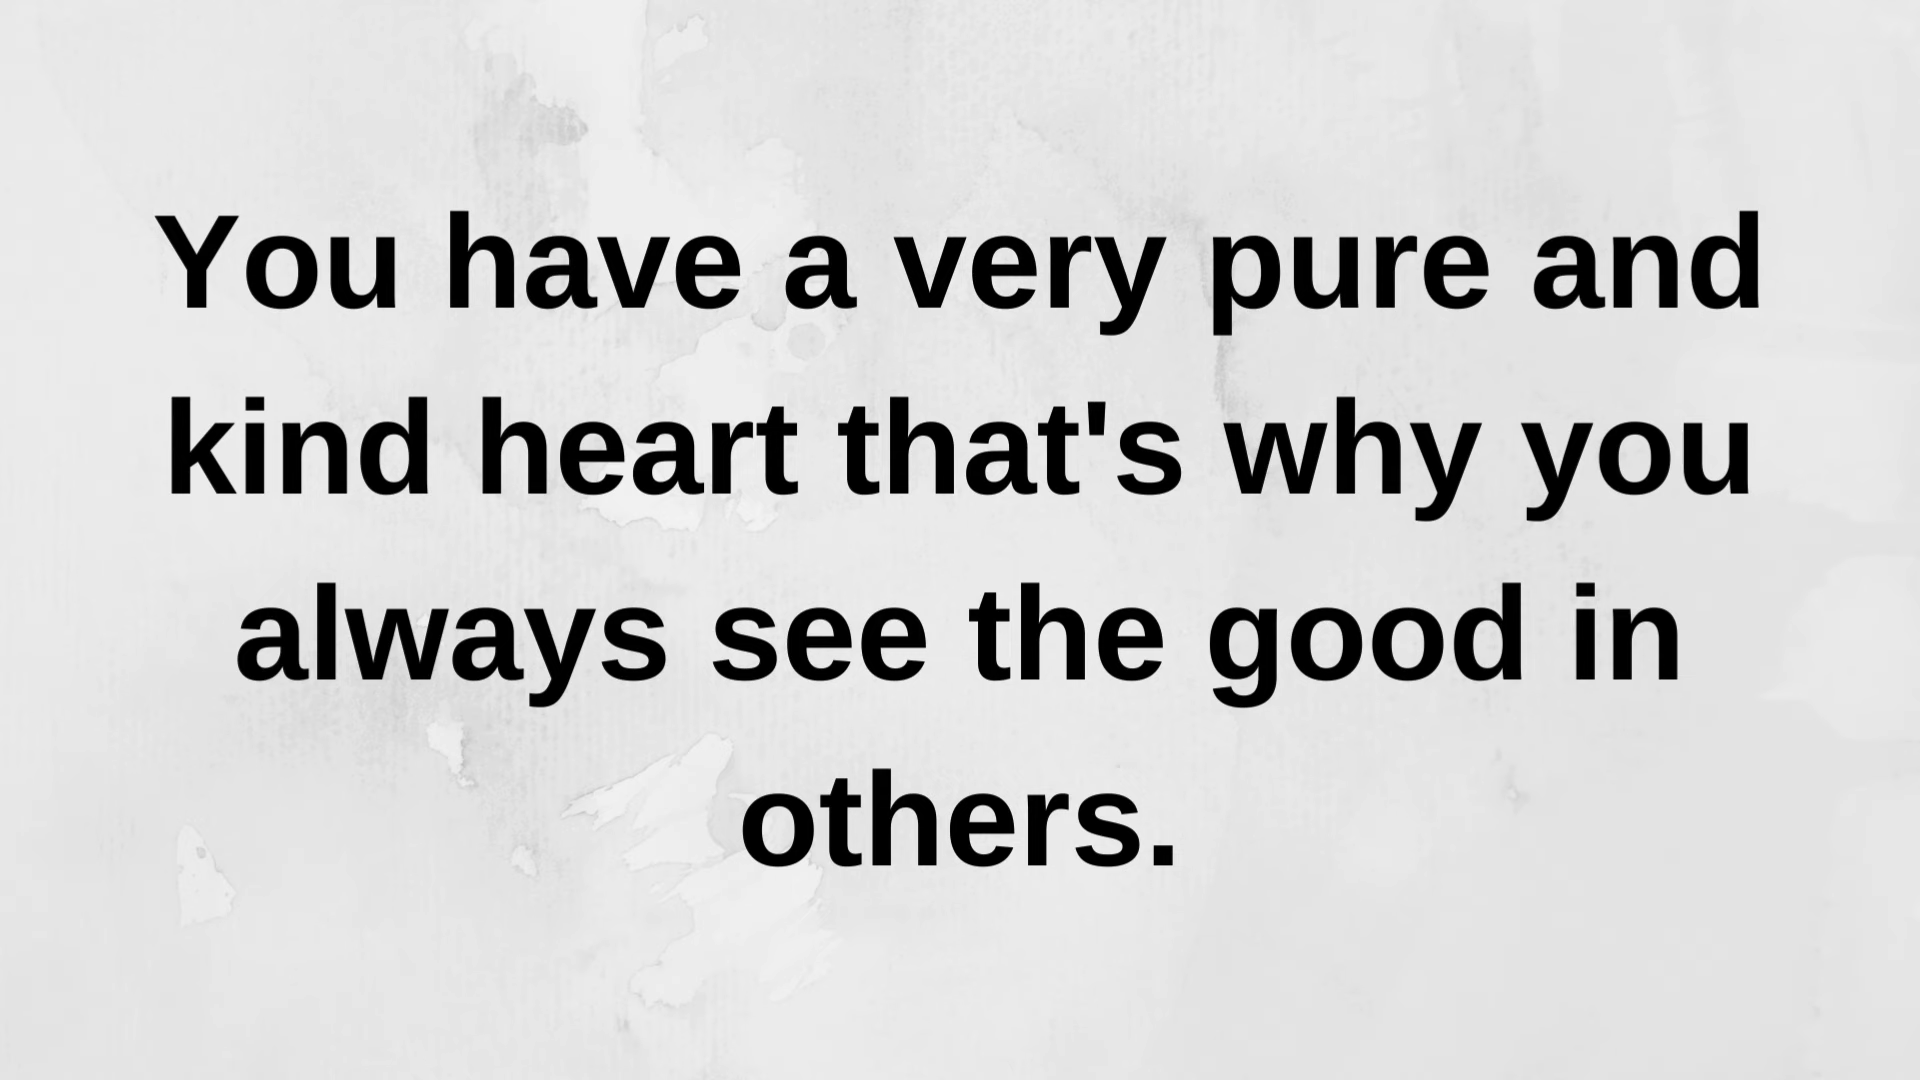 You have a very pure and
kind heart that's why you
always see the good in
others.